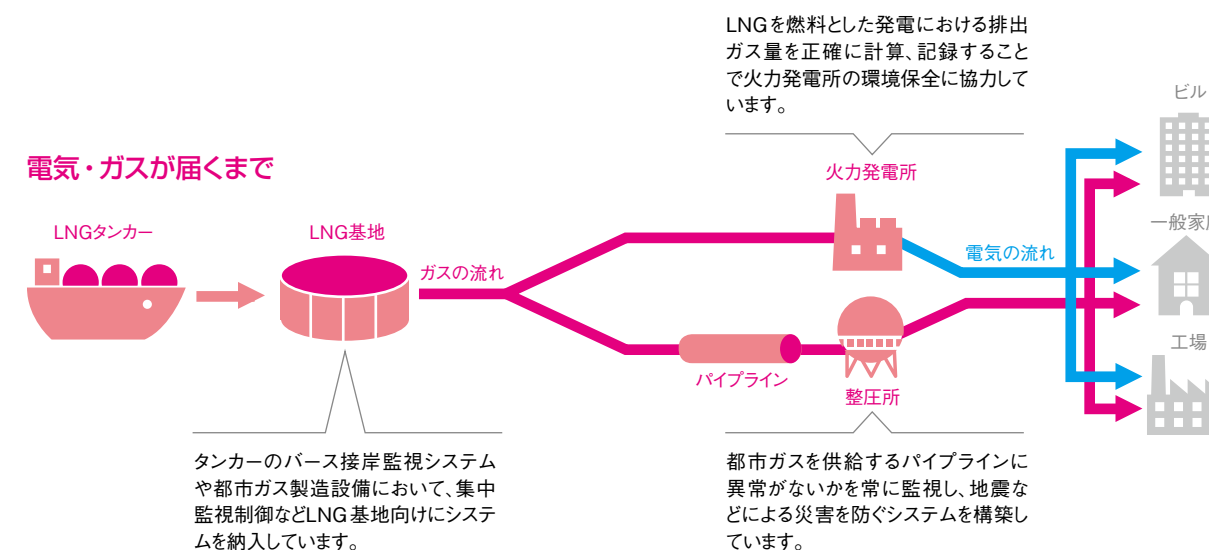 LNGを燃料とした発電における排出
ガス量を正確に計算、記録すること
で火力発電所の環境保全に協力して
います。
ビル
電気・ガスが届くまで
火力発電所
LNGタンカー
LNG基地
一般家
ガスの流れ
電気の流れ
工場
パイプライン
整圧所
タンカーのバース接岸監視システム
や都市ガス製造設備において、集中
監視制御などLNG基地向けにシステ
ムを納入しています。
都市ガスを供給するパイプラインに
異常がないかを常に監視し、地震な
どによる災害を防ぐシステムを構築し
ています。